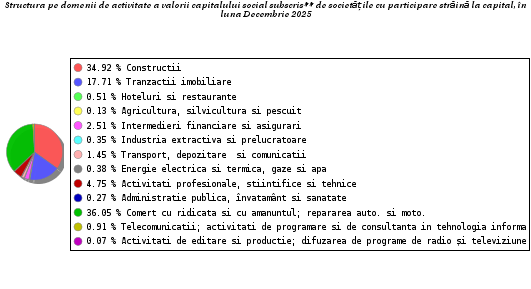 Structura pe domenii de activitate a valorii capitalului social subscris** de societăţile cu participare străină la capital, în
luna Decembrie 2025
34.92 % Constructii
17.71 % Tranzactii imobiliare
0.51 % Hoteluri si restaurante
0.13 % Agricultura, silvicultura si pescuit
2.51 % Intermedieri financiare si asigurari
0.35 % Industria extractiva si prelucratoare
1.45 % Transport, depozitare  si comunicatii
0.38 % Energie electrica si termica, gaze si apa
4.75 % Activitati profesionale, stiintifice si tehnice
0.27 % Administratie publica, învatamânt si sanatate
36.05 % Comert cu ridicata si cu amanuntul; repararea auto. si moto.
0.91 % Telecomunicatii; activitati de programare si de consultanta in tehnologia informa
0.07 % Activitati de editare si productie; difuzarea de programe de radio și televiziune